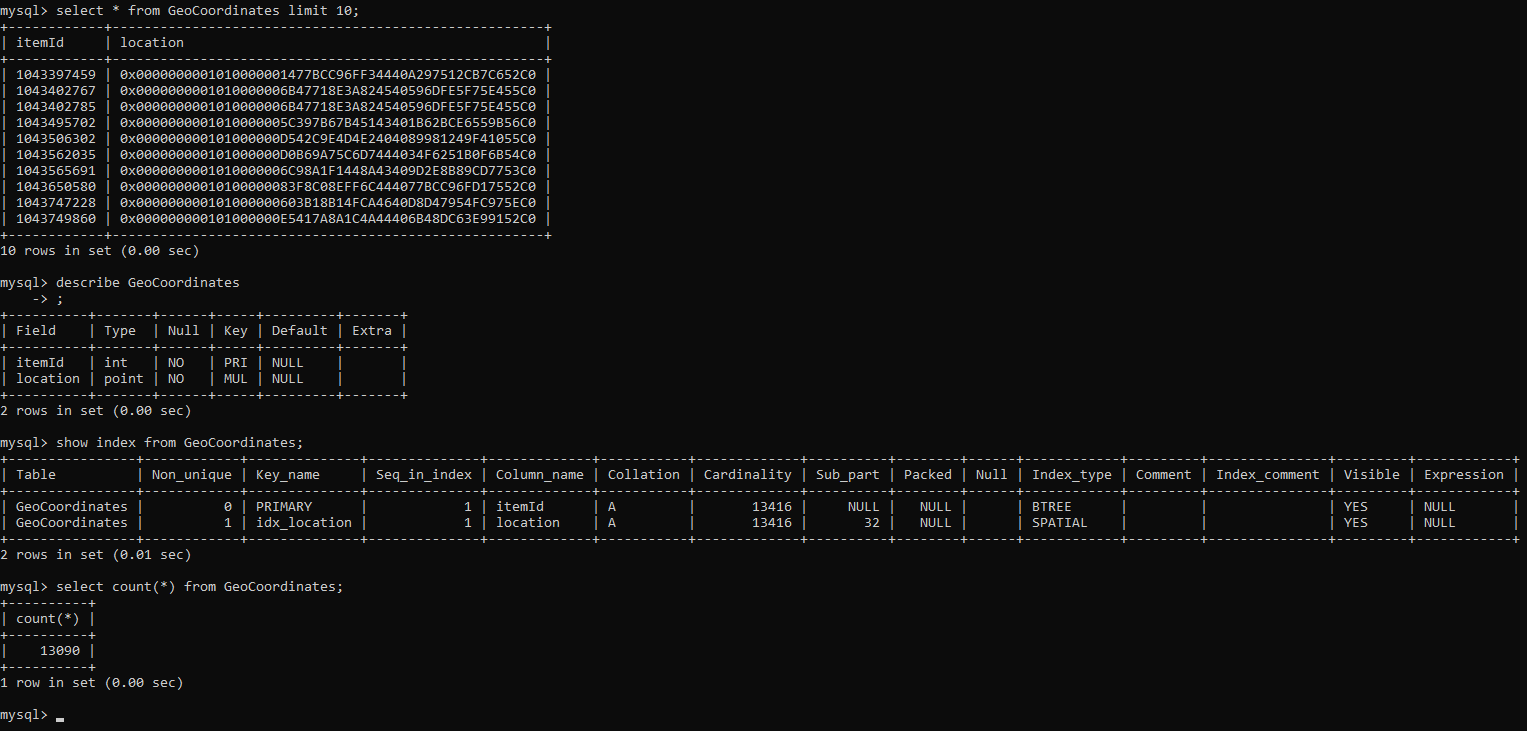 mysql> select * from GeoCoordinates limit 10;
+------------+------------------------------------------------------+
| itemId     | location                                             |
+------------+------------------------------------------------------+
| 1043397459 | 0x0000000001010000001477BCC96FF34440A297512CB7C652C0 |
| 1043402767 | 0x0000000001010000006B47718E3A824540596DFE5F75E455C0 |
| 1043402785 | 0x0000000001010000006B47718E3A824540596DFE5F75E455C0 |
| 1043495702 | 0x0000000001010000005C397B67B45143401B62BCE6559B56C0 |
| 1043506302 | 0x000000000101000000D542C9E4D4E2404089981249F41055C0 |
| 1043562035 | 0x000000000101000000D0B69A75C6D7444034F6251B0F6B54C0 |
| 1043565691 | 0x0000000001010000006C98A1F1448A43409D2E8B89CD7753C0 |
| 1043650580 | 0x00000000010100000083F8C08EFF6C444077BCC96FD17552C0 |
| 1043747228 | 0x000000000101000000603B18B14FCA4640D8D47954FC975EC0 |
| 1043749860 | 0x000000000101000000E5417A8A1C4A44406B48DC63E99152C0 |
+------------+------------------------------------------------------+
10 rows in set (0.00 sec)
mysql> describe GeoCoordinates
    -> ;
+----------+-------+------+-----+---------+-------+
| Field    | Type  | Null | Key | Default | Extra |
+----------+-------+------+-----+---------+-------+
| itemId   | int   | NO   | PRI | NULL    |       |
| location | point | NO   | MUL | NULL    |       |
+----------+-------+------+-----+---------+-------+
2 rows in set (0.00 sec)
mysql> show index from GeoCoordinates;
+----------------+------------+--------------+--------------+-------------+-----------+-------------+----------+--------+------+------------+---------+---------------+---------+------------+
| Table          | Non_unique | Key_name     | Seq_in_index | Column_name | Collation | Cardinality | Sub_part | Packed | Null | Index_type | Comment | Index_comment | Visible | Expression |
+----------------+------------+--------------+--------------+-------------+-----------+-------------+----------+--------+------+------------+---------+---------------+---------+------------+
| GeoCoordinates |          0 | PRIMARY      |            1 | itemId      | A         |       13416 |     NULL |   NULL |      | BTREE      |         |               | YES     | NULL       |
| GeoCoordinates |          1 | idx_location |            1 | location    | A         |       13416 |       32 |   NULL |      | SPATIAL    |         |               | YES     | NULL       |
+----------------+------------+--------------+--------------+-------------+-----------+-------------+----------+--------+------+------------+---------+---------------+---------+------------+
2 rows in set (0.01 sec)
mysql> select count(*) from GeoCoordinates;
+----------+
| count(*) |
+----------+
|    13090 |
+----------+
1 row in set (0.00 sec)
mysql> _